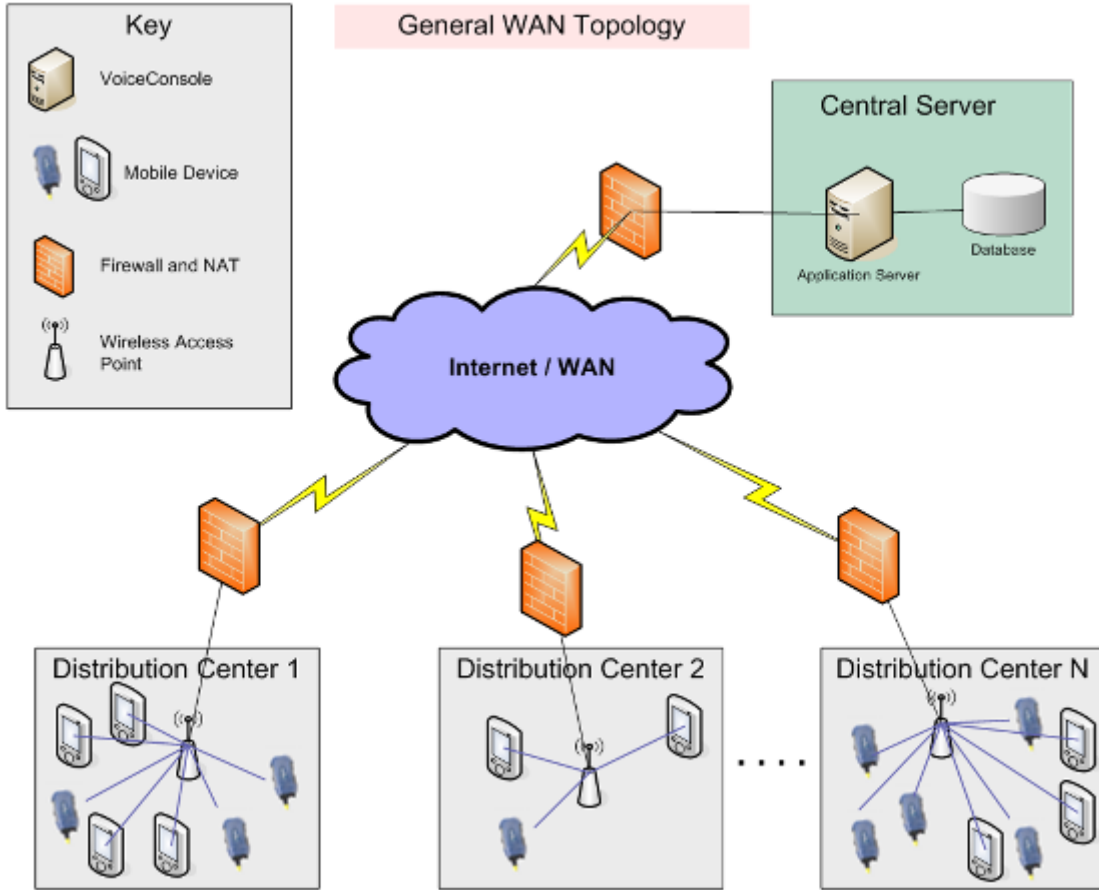 Key
VoiceConsole
Mobile Device
Firewall and NAT
Wireless Access
Point
General WAN Topology
Central Server
Application Server
Database
Internet / WAN
Distribution Center 1
Distribution Center 2
. . . .
Distribution Center N